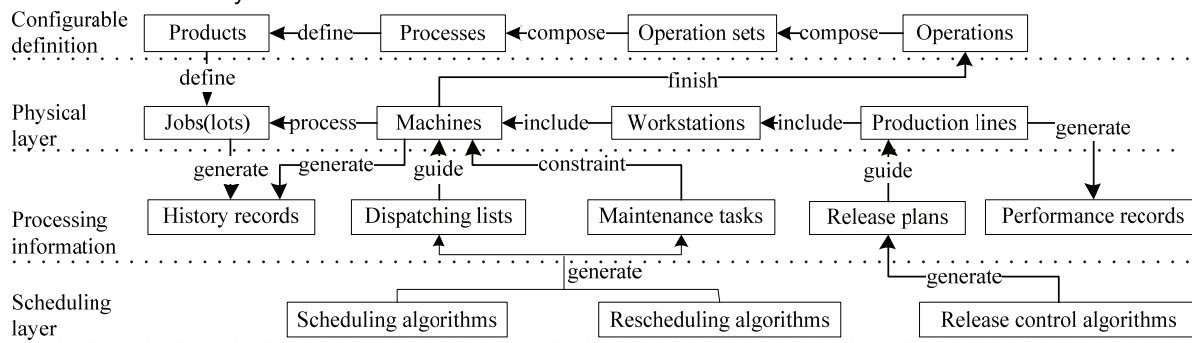 Configurable
definition
Products
define
Processes
compose
Operation sets
compose
Operations
define
finish
Physical
layer
Jobs(lots)
process
Machines
include
Workstations
include
Production lines
generate
generate
generate
guide
constraint
guide
Processing
information
History records
Dispatching lists
Maintenance tasks
Release plans
Performance records
generate
generate
Scheduling
layer
Scheduling algorithms
Rescheduling algorithms
Release control algorithms